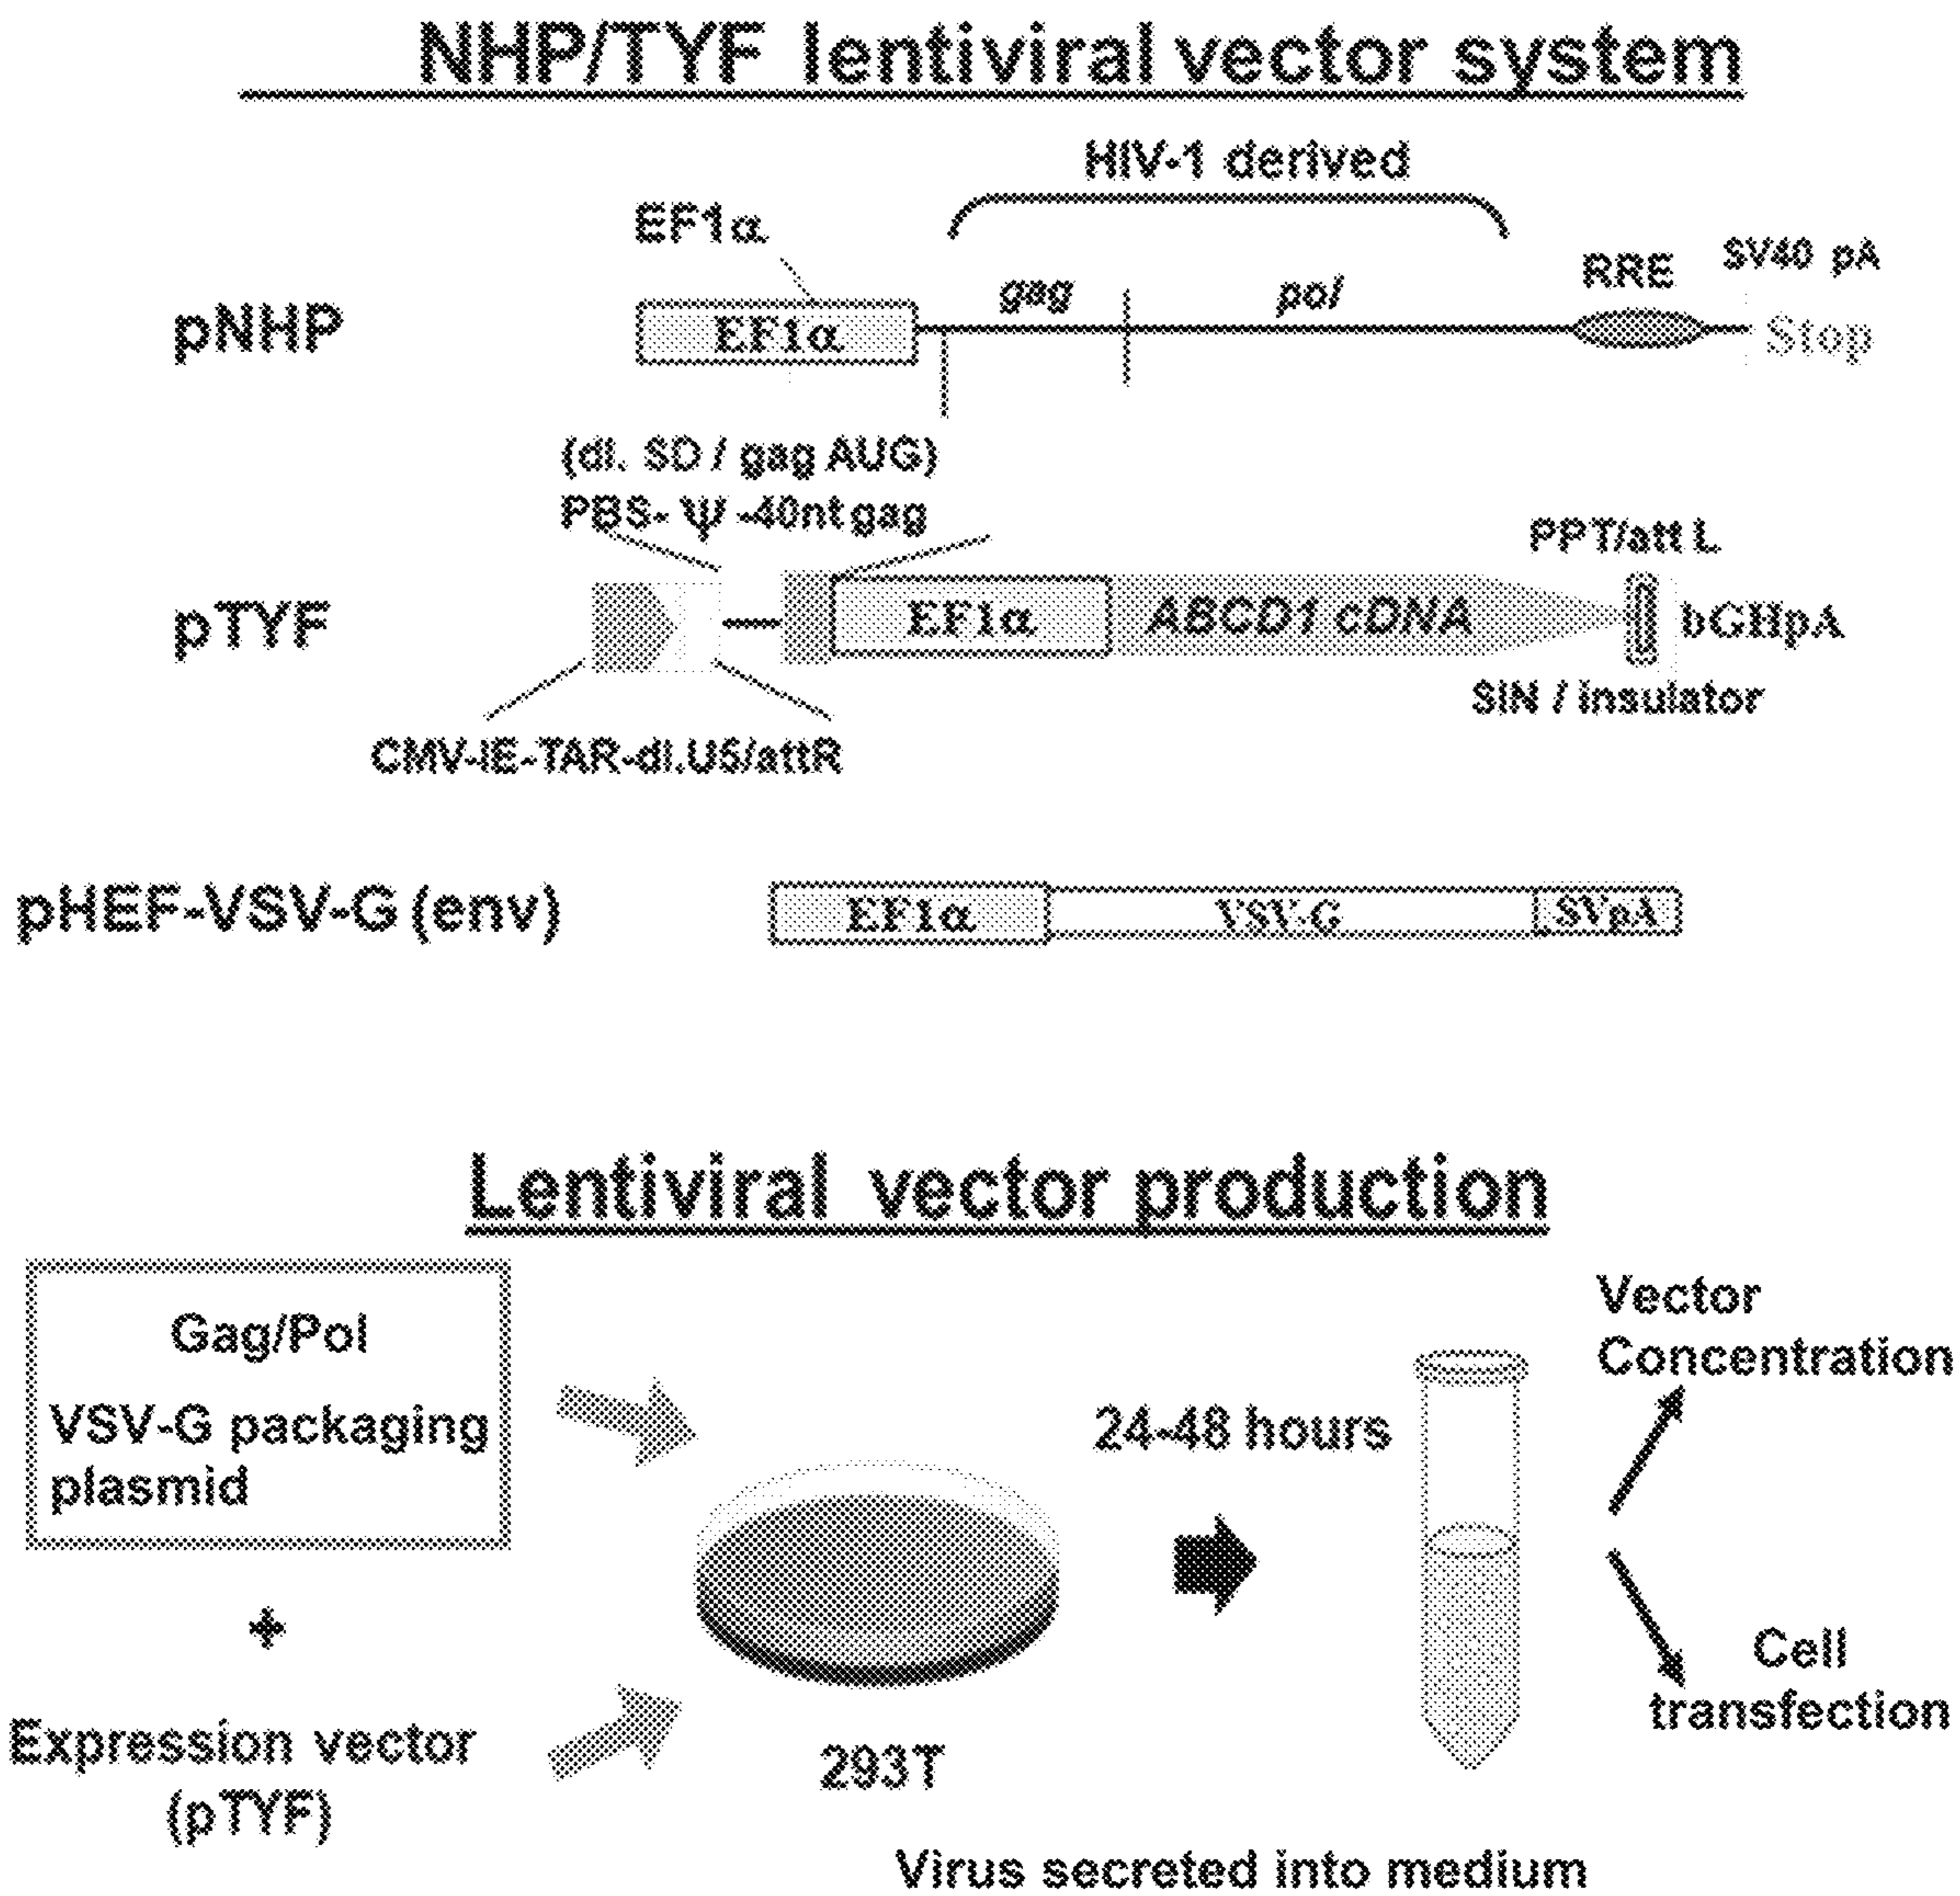 NHP/TYF lentiviral vector system
HIV-1 derived
EF1α
SV40 pA
RRE
gag
pol
pNHP
EF1α
Stop
(dl. SD / gag AUG)
PBS- Ψ -40nt gag
PPT/att L
pTYF
EF1α
ABCD1 cDNA
bGHpA
SIN / insulator
CMV-IE-TAR-dl.U5/attR
pHEF-VSV-G (env)
EF1α
VSV-G
SVpA
Lentiviral vector production
Gag/Pol
VSV-G packaging
plasmid
+
Expression vector
(pTYF)
293T
24-48 hours
Vector
Concentration
Cell
transfection
Virus secreted into medium